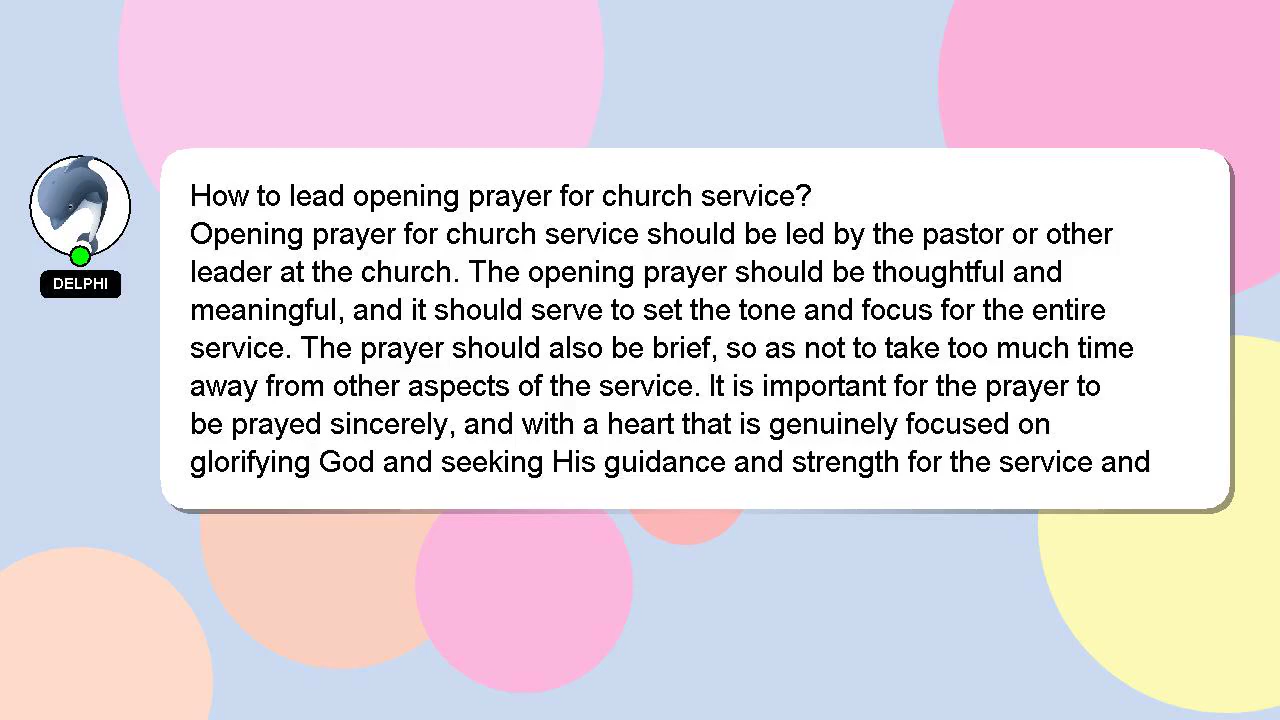 How to lead opening prayer for church service?
Opening prayer for church service should be led by the pastor or other
leader at the church. The opening prayer should be thoughtful and
meaningful, and it should serve to set the tone and focus for the entire
service. The prayer should also be brief, so as not to take too much time
away from other aspects of the service. It is important for the prayer to
be prayed sincerely, and with a heart that is genuinely focused on
glorifying God and seeking His guidance and strength for the service and
DELPHI